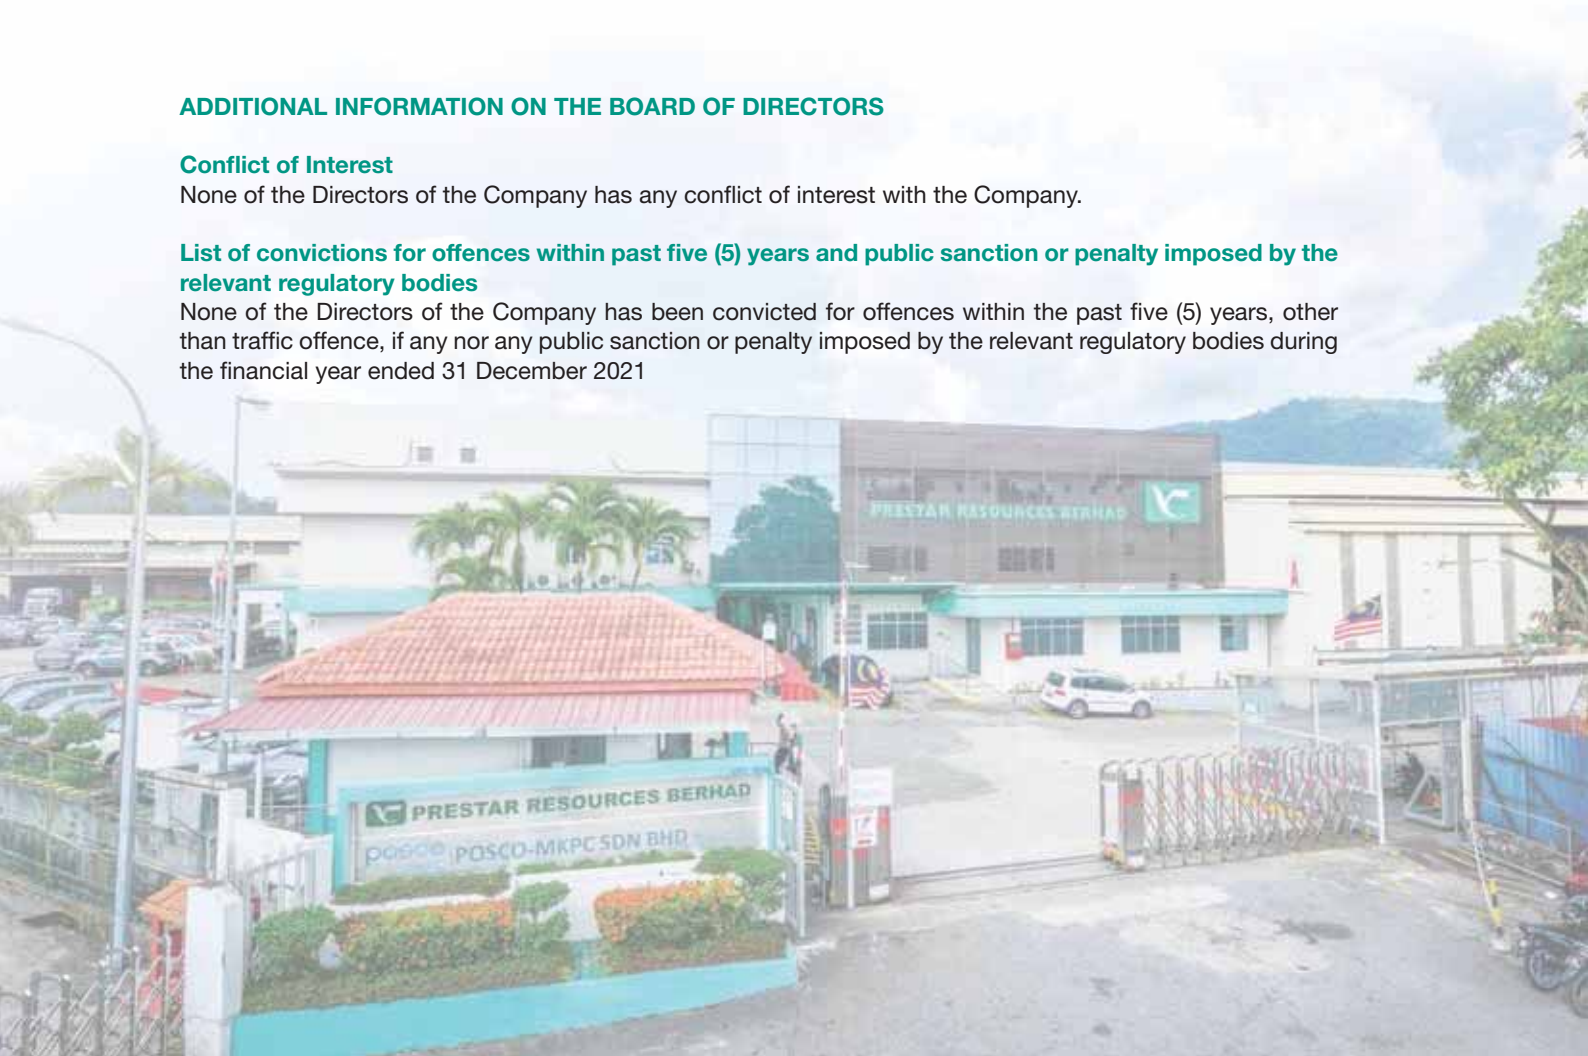 ADDITIONAL INFORMATION ON THE BOARD OF DIRECTORS
Conflict of Interest
None of the Directors of the Company has any conflict of interest with the Company.
List of convictions for offences within past five (5) years and public sanction or penalty imposed by the
relevant regulatory bodies
None of the Directors of the Company has been convicted for offences within the past five (5) years, other
than traffic offence, if any nor any public sanction or penalty imposed by the relevant regulatory bodies during
the financial year ended 31 December 2021
PRESTAR RESOURCES BERHAD
PRESTAR RESOURCES BERHAD
posco POSCO-MKPC SDN BHD